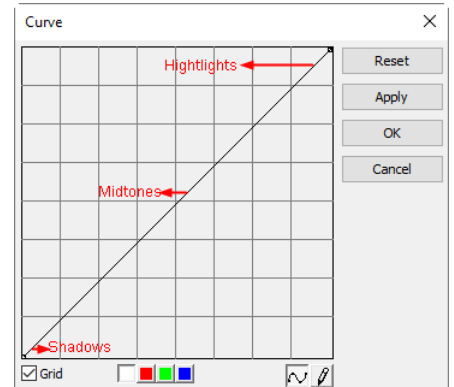 Curve
Hightlights
Reset
Apply
OK
Cancel
Midtones
Shadows
Grid